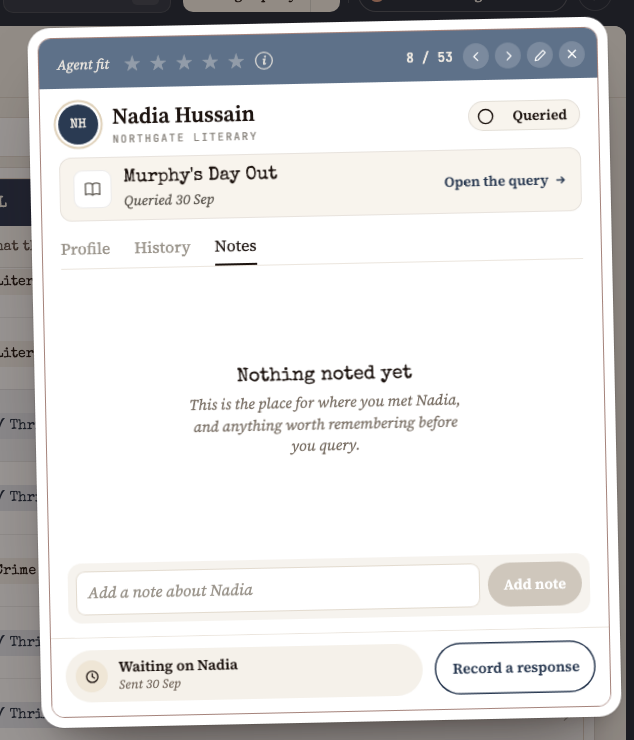 Agent fit
8 / 53
NH
Nadia Hussain
NORTHGATE LITERARY
Queried
Murphy's Day Out
Queried 30 Sep
Open the query →
Profile History Notes
Nothing noted yet
This is the place for where you met Nadia,
and anything worth remembering before
you query.
Add a note about Nadia
Add note
Waiting on Nadia
Sent 30 Sep
Record a response